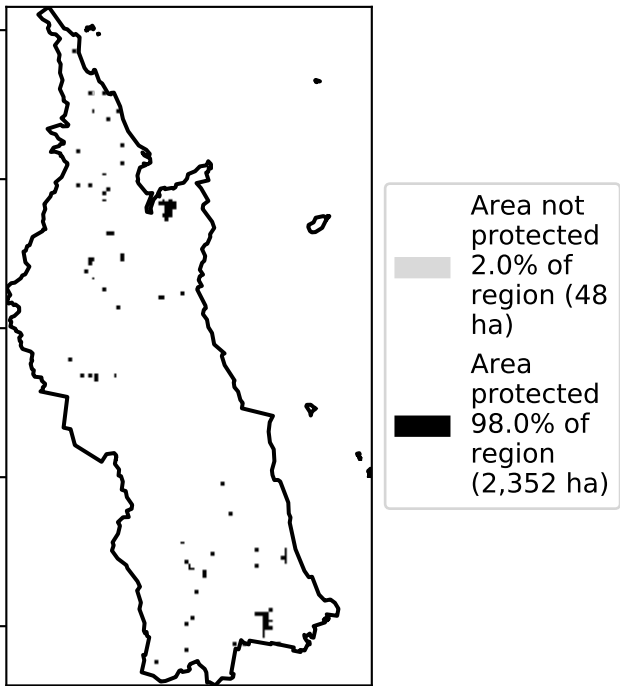 Area not
protected
2.0% of
region (48
ha)
Area
protected
98.0% of
region
(2,352 ha)